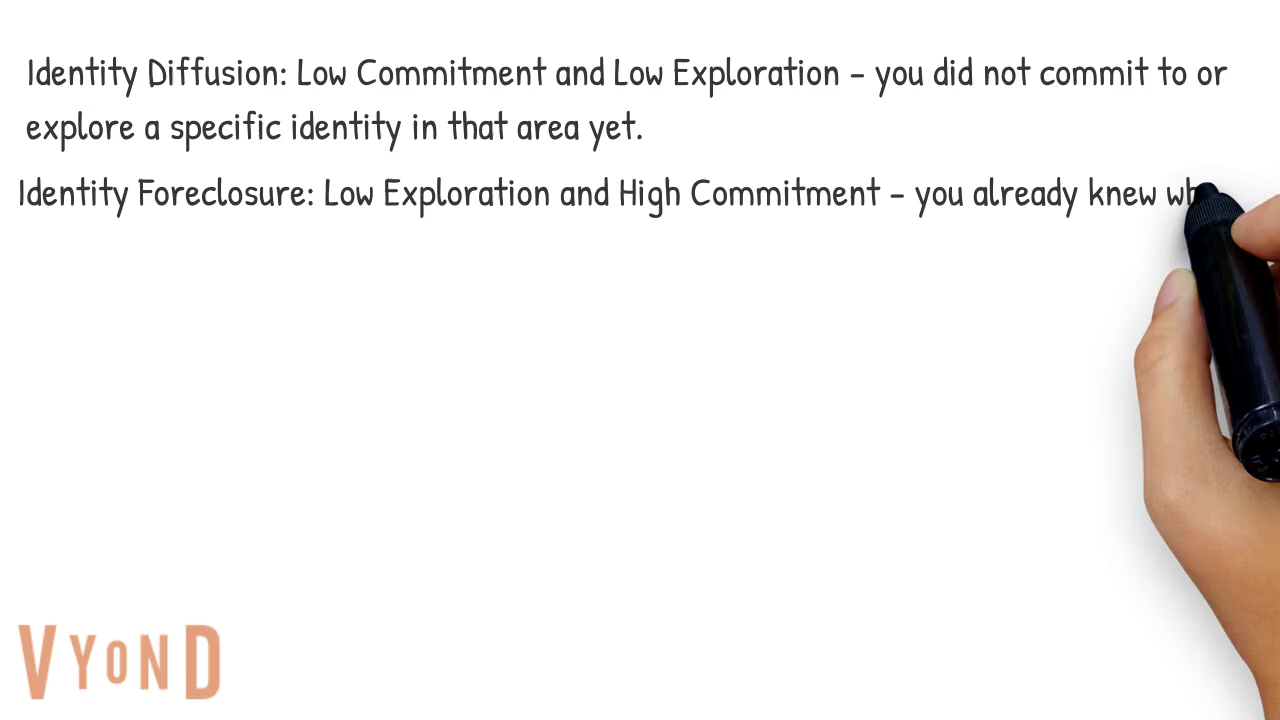 Identity Diffusion: Low Commitment and Low Exploration - you did not commit to or
explore a specific identity in that area yet.
Identity Foreclosure: Low Exploration and High Commitment - you already knew
VYOND